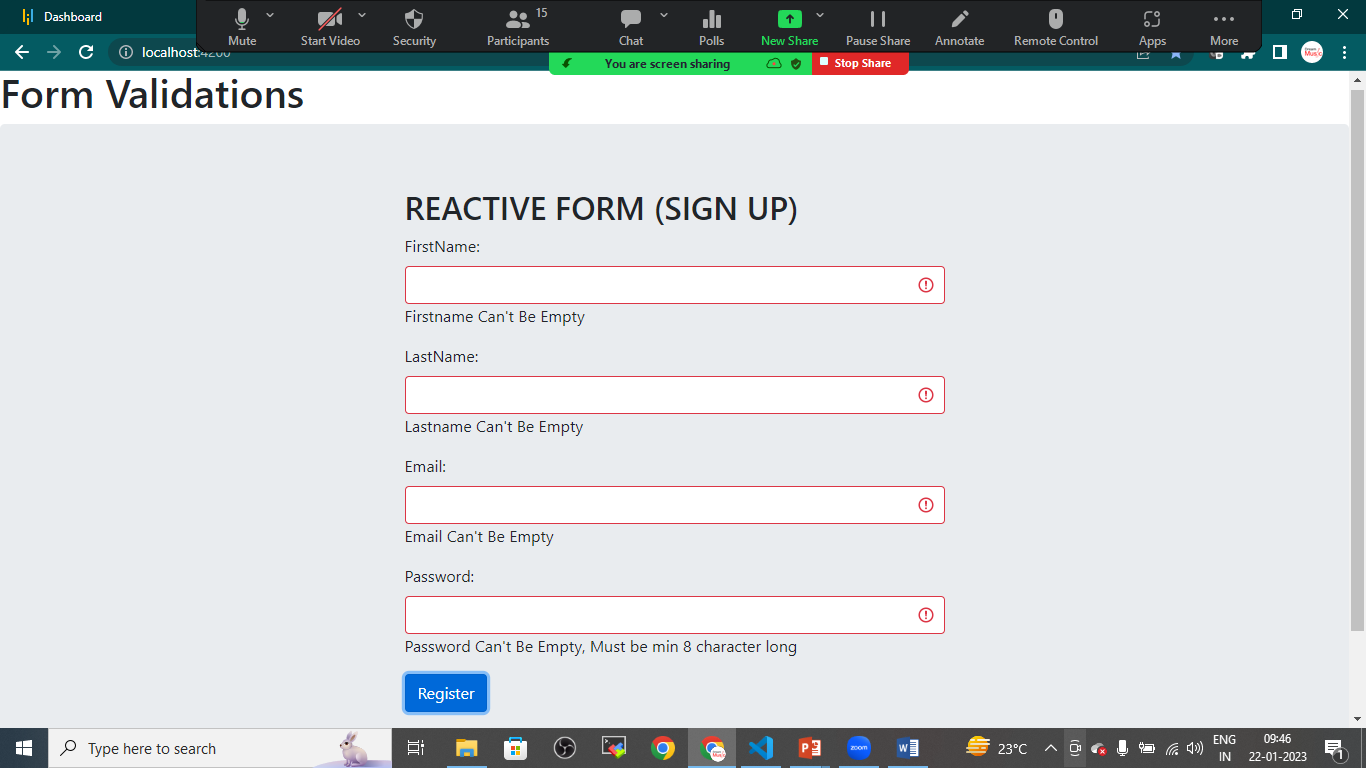 Dashboard
15
Mute
Start Video
Security
Participants
Chat
Polls
New Share
Pause Share
Annotate
Remote Control
Apps
More
localhost:4200
You are screen sharing
Stop Share
Form Validations
REACTIVE FORM (SIGN UP)
FirstName:
Firstname Can't Be Empty
LastName:
Lastname Can't Be Empty
Email:
Email Can't Be Empty
Password:
Password Can't Be Empty, Must be min 8 character long
Register
Type here to search
zoom
23°C
ENG
IN
09:46
22-01-2023
1